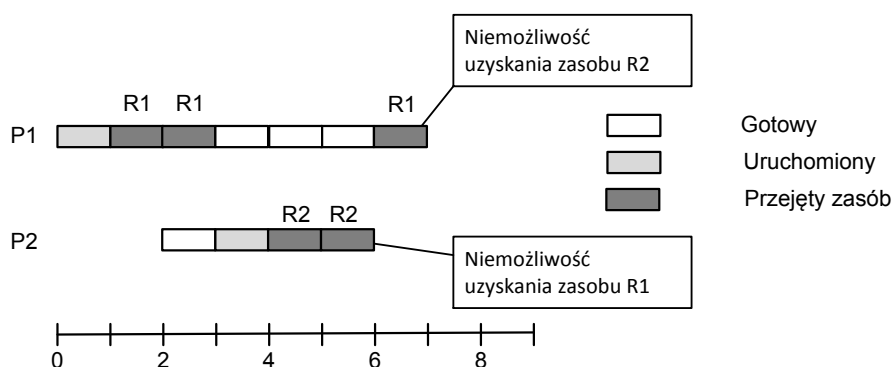 Niemożliwość
uzyskania zasobu R2
R1 R1 R1
P1
Gotowy
Uruchomiony
Przejęty zasób
R2 R2
P2
Niemożliwość
uzyskania zasobu R1
0 2 4 6 8